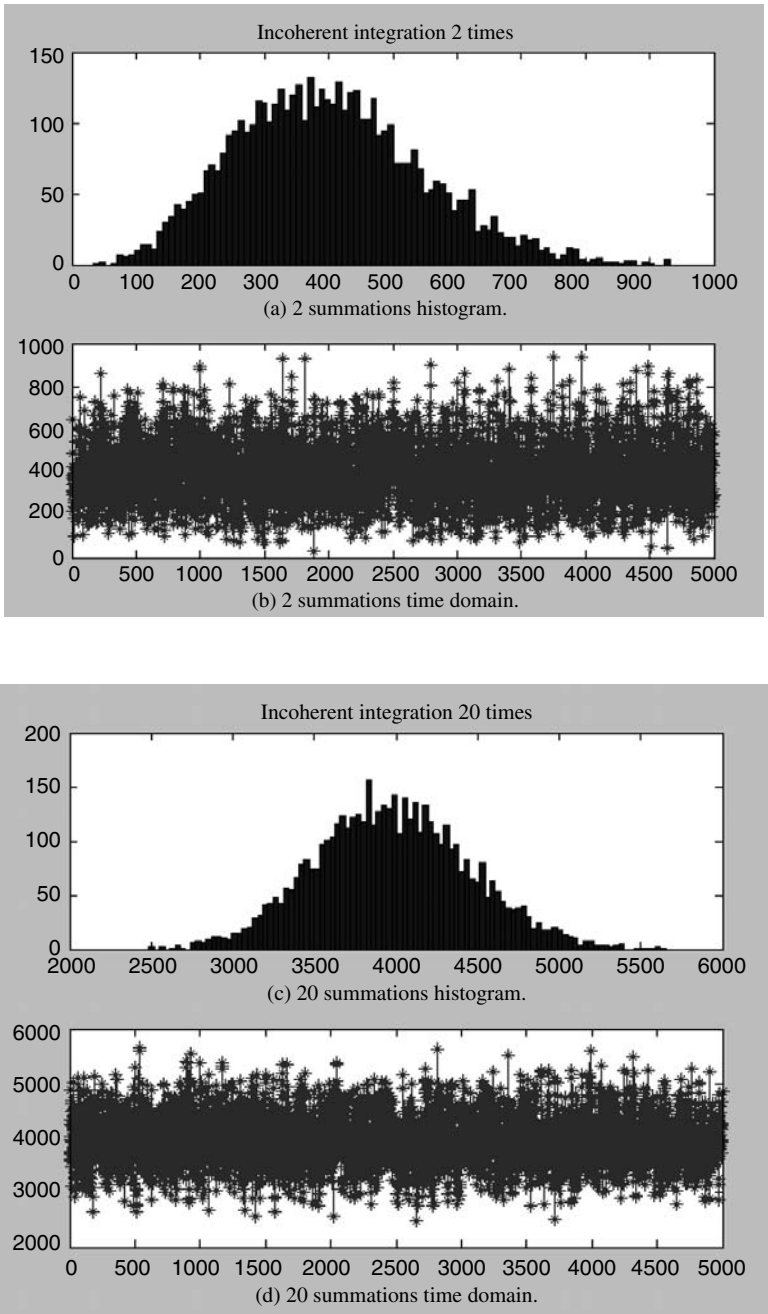 Incoherent integration 2 times
150
100
50
0
0 100 200 300 400 500 600 700 800 900 1000
(a) 2 summations histogram.
1000
800
600
400
200
0
0 500 1000 1500 2000 2500 3000 3500 4000 4500 5000
(b) 2 summations time domain.
Incoherent integration 20 times
200
150
100
50
0
2000 2500 3000 3500 4000 4500 5000 5500 6000
(c) 20 summations histogram.
6000
5000
4000
3000
2000
0 500 1000 1500 2000 2500 3000 3500 4000 4500 5000
(d) 20 summations time domain.